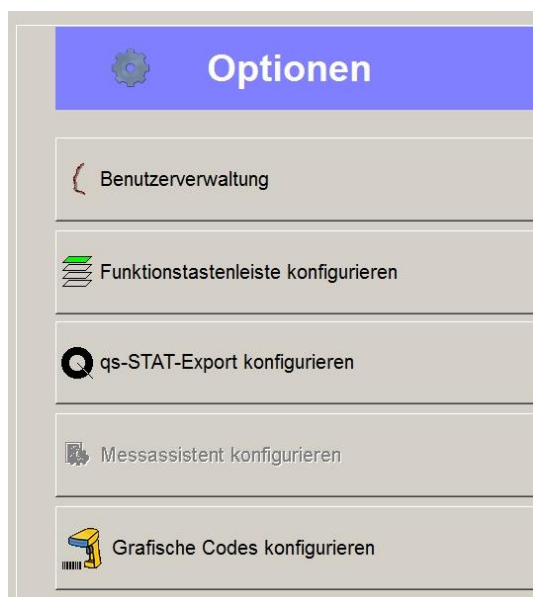 Optionen
Benutzerverwaltung
Funktionstastenleiste konfigurieren
qs-STAT-Export konfigurieren
Messassistent konfigurieren
Grafische Codes konfigurieren